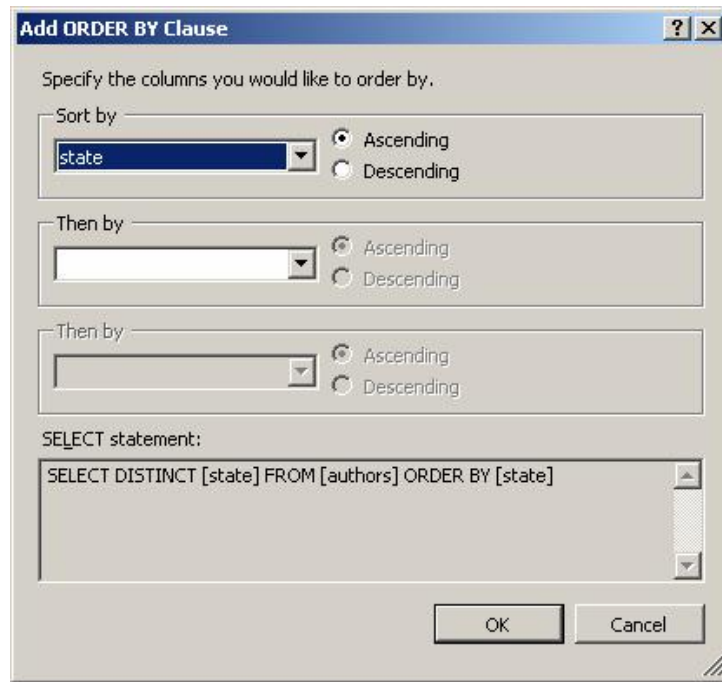 Add ORDER BY Clause
Specify the columns you would like to order by.
Sort by
state
Ascending
Descending
Then by
Ascending
Descending
Then by
Ascending
Descending
SELECT statement:
SELECT DISTINCT [state] FROM [authors] ORDER BY [state]
OK
Cancel